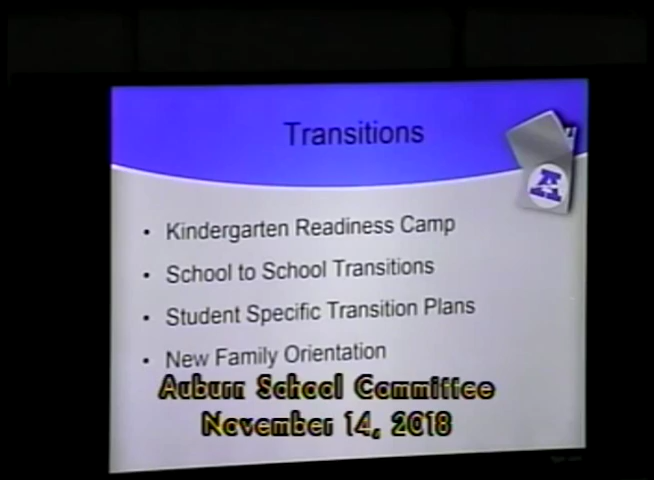 Transitions
A
• Kindergarten Readiness Camp
• School to School Transitions
• Student Specific Transition Plans
• New Family Orientation
Auburn School Committee
November 14, 2018